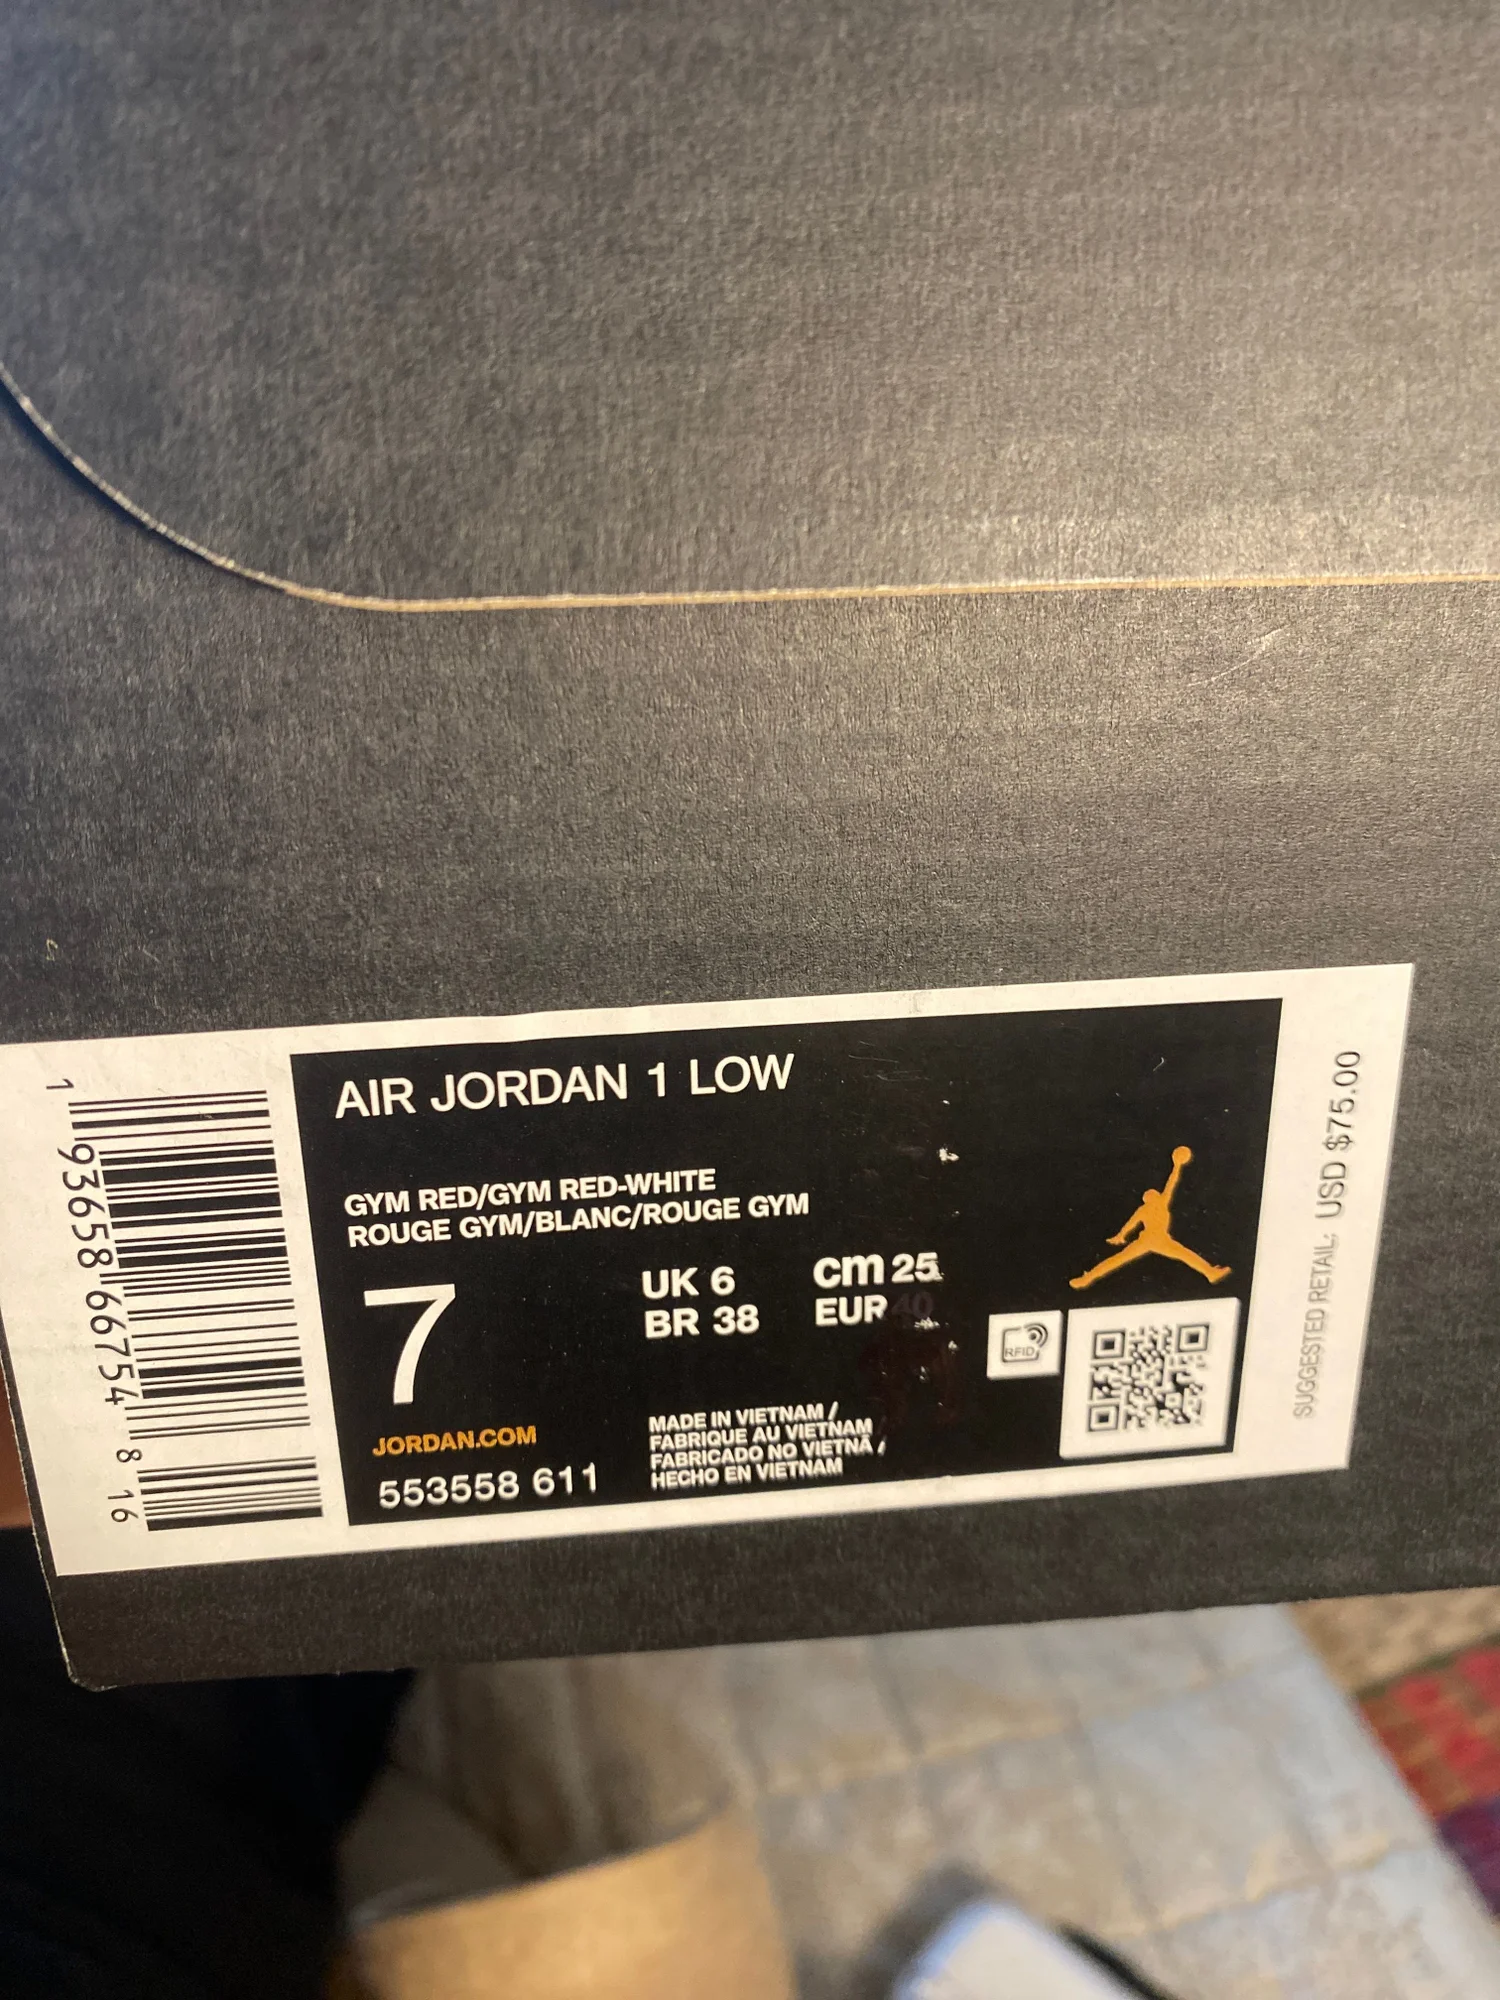 AIR JORDAN 1 LOW
GYM RED/GYM RED-WHITE
ROUGE GYM/BLANC/ROUGE GYM
7
UK 6
BR 38
cm 25
EUR 40
JORDAN.COM
553558 611
MADE IN VIETNAM /
FABRIQUE AU VIETNAM
FABRICADO NO VIETNÃ /
HECHO EN VIETNAM
RFID
SUGGESTED RETAIL: USD $75.00
1 93658 66754 8 16